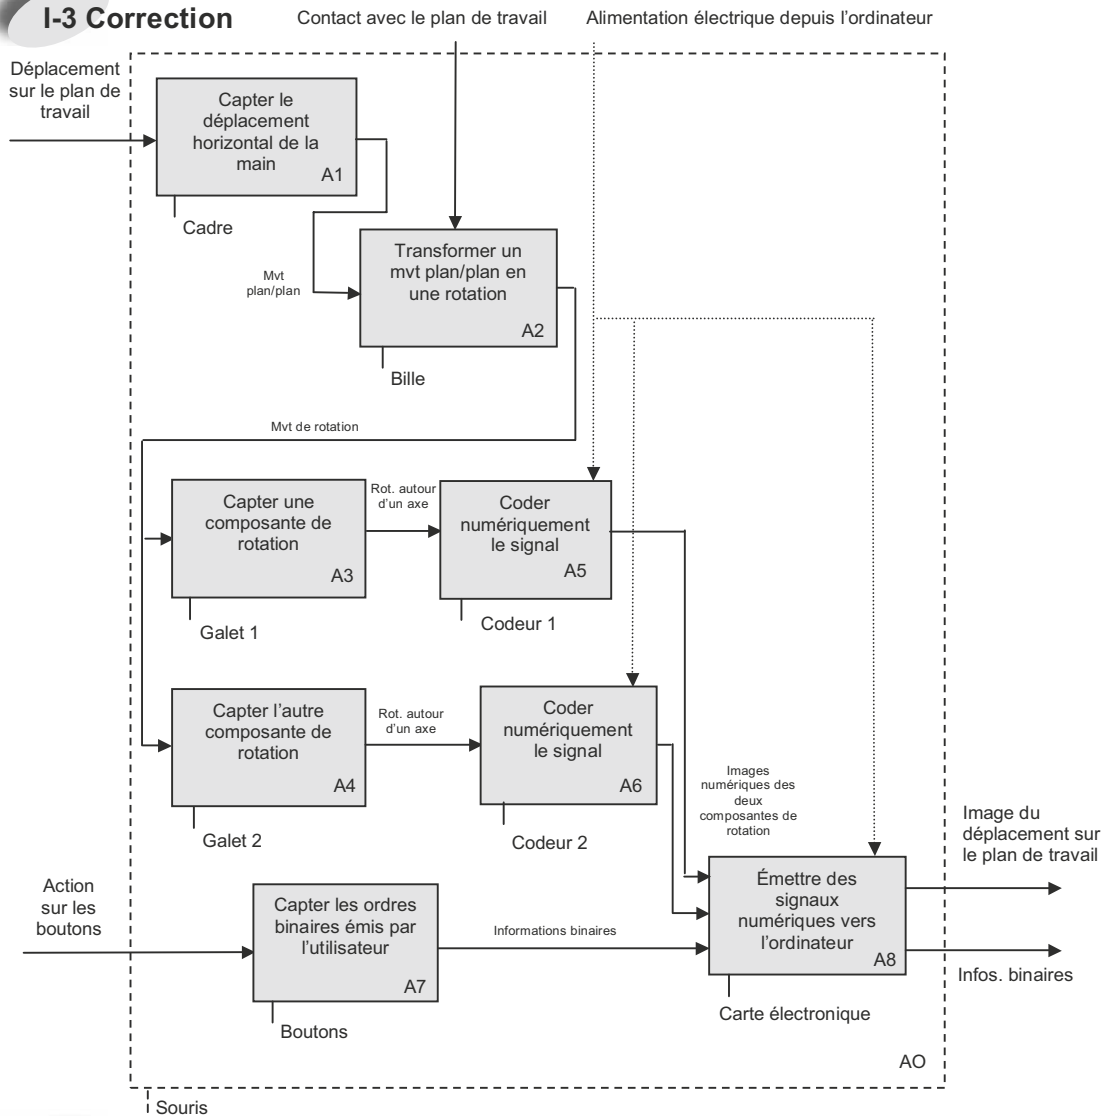 I-3 Correction
Contact avec le plan de travail
Alimentation électrique depuis l'ordinateur
Déplacement
sur le plan de
travail
Capter le
déplacement
horizontal de la
main
A1
Cadre
Transformer un
mvt plan/plan en
une rotation
A2
Mvt
plan/plan
Bille
Mvt de rotation
Capter une
composante de
rotation
A3
Rot. autour
d'un axe
Coder
numériquement
le signal
A5
Galet 1
Codeur 1
Capter l'autre
composante de
rotation
A4
Rot. autour
d'un axe
Coder
numériquement
le signal
A6
Galet 2
Codeur 2
Images
numériques des
deux
composantes de
rotation
Image du
déplacement sur
le plan de travail
Action
sur les
boutons
Capter les ordres
binaires émis par
l'utilisateur
A7
Informations binaires
Émettre des
signaux
numériques vers
l'ordinateur
A8
Infos. binaires
Boutons
Carte électronique
AO
Souris